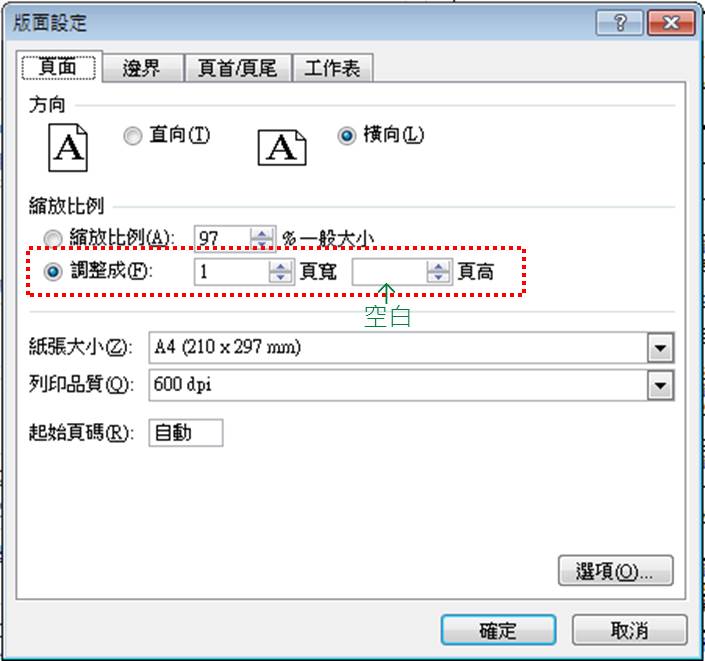 版面設定
頁面 邊界 頁首/頁尾 工作表
方向
A 直向(T) A 橫向(L)
縮放比例
縮放比例(A): 97 % 一般大小
調整成(F): 1 頁寬 頁高
空白
紙張大小(Z): A4 (210 x 297 mm)
列印品質(Q): 600 dpi
起始頁碼(R): 自動
選項(O)...
確定 取消